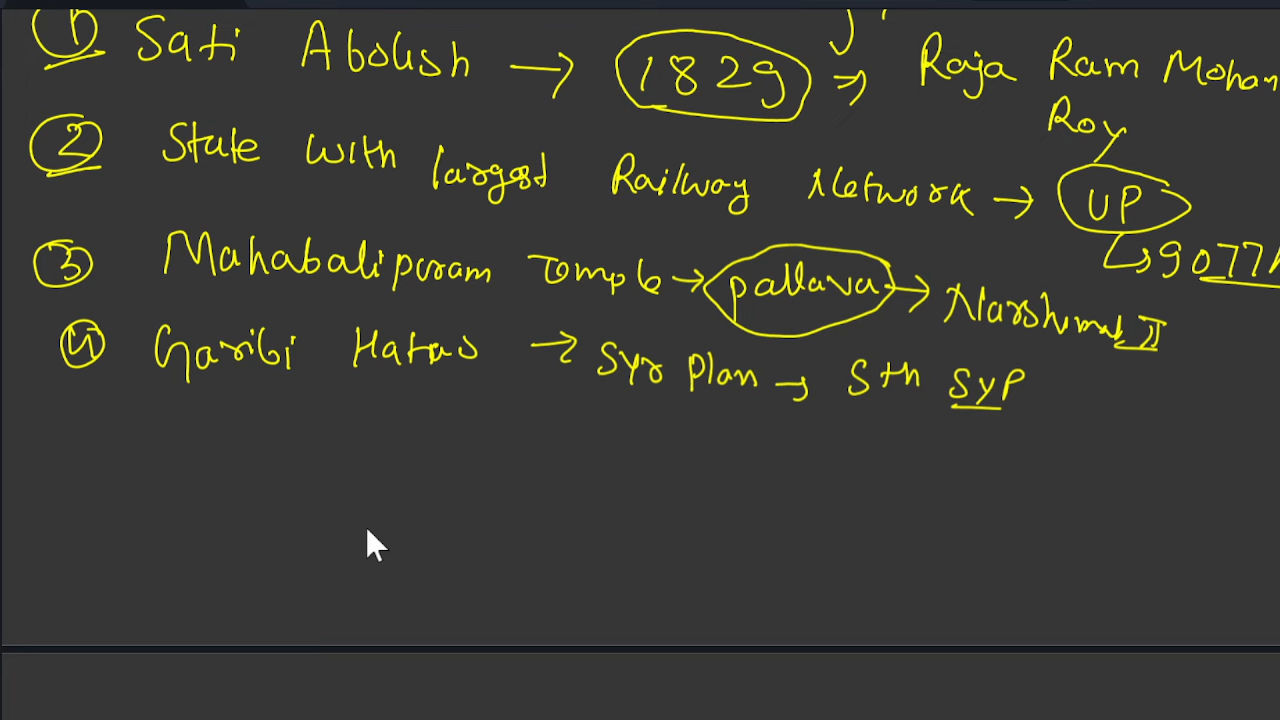 ① Sati Abolish → 1829 ⇒ Raja Ram Mohan
Roy
② State with largest Railway Network → UP
↳ 9077
③ Mahabalipuram Temple → pallava → Narshimha II
④ Garibi Hatao → 5yr plan → 5th 5yP